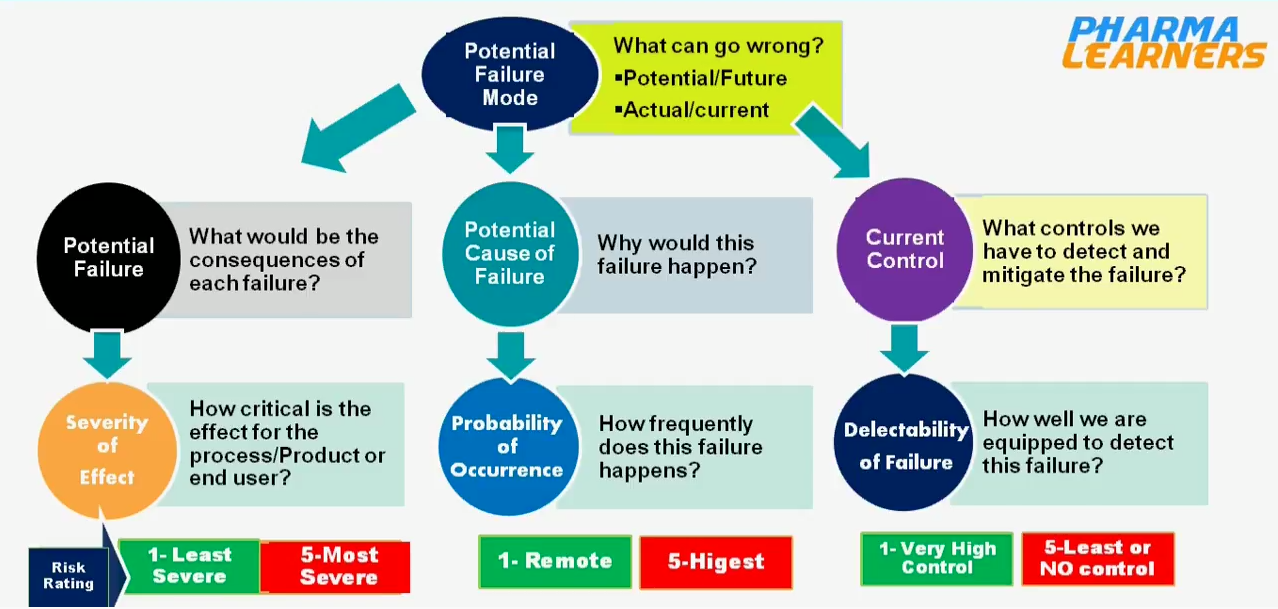 PHARMA
LEARNERS
Potential
Failure
Mode
What can go wrong?
▪Potential/Future
▪Actual/current
Potential
Failure
What would be the
consequences of
each failure?
Potential
Cause of
Failure
Why would this
failure happen?
Current
Control
What controls we
have to detect and
mitigate the failure?
Severity
of
Effect
How critical is the
effect for the
process/Product or
end user?
Probability
of
Occurrence
How frequently
does this failure
happens?
Delectability
of Failure
How well we are
equipped to detect
this failure?
Risk
Rating
1- Least
Severe
5-Most
Severe
1- Remote
5-Higest
1- Very High
Control
5-Least or
NO control